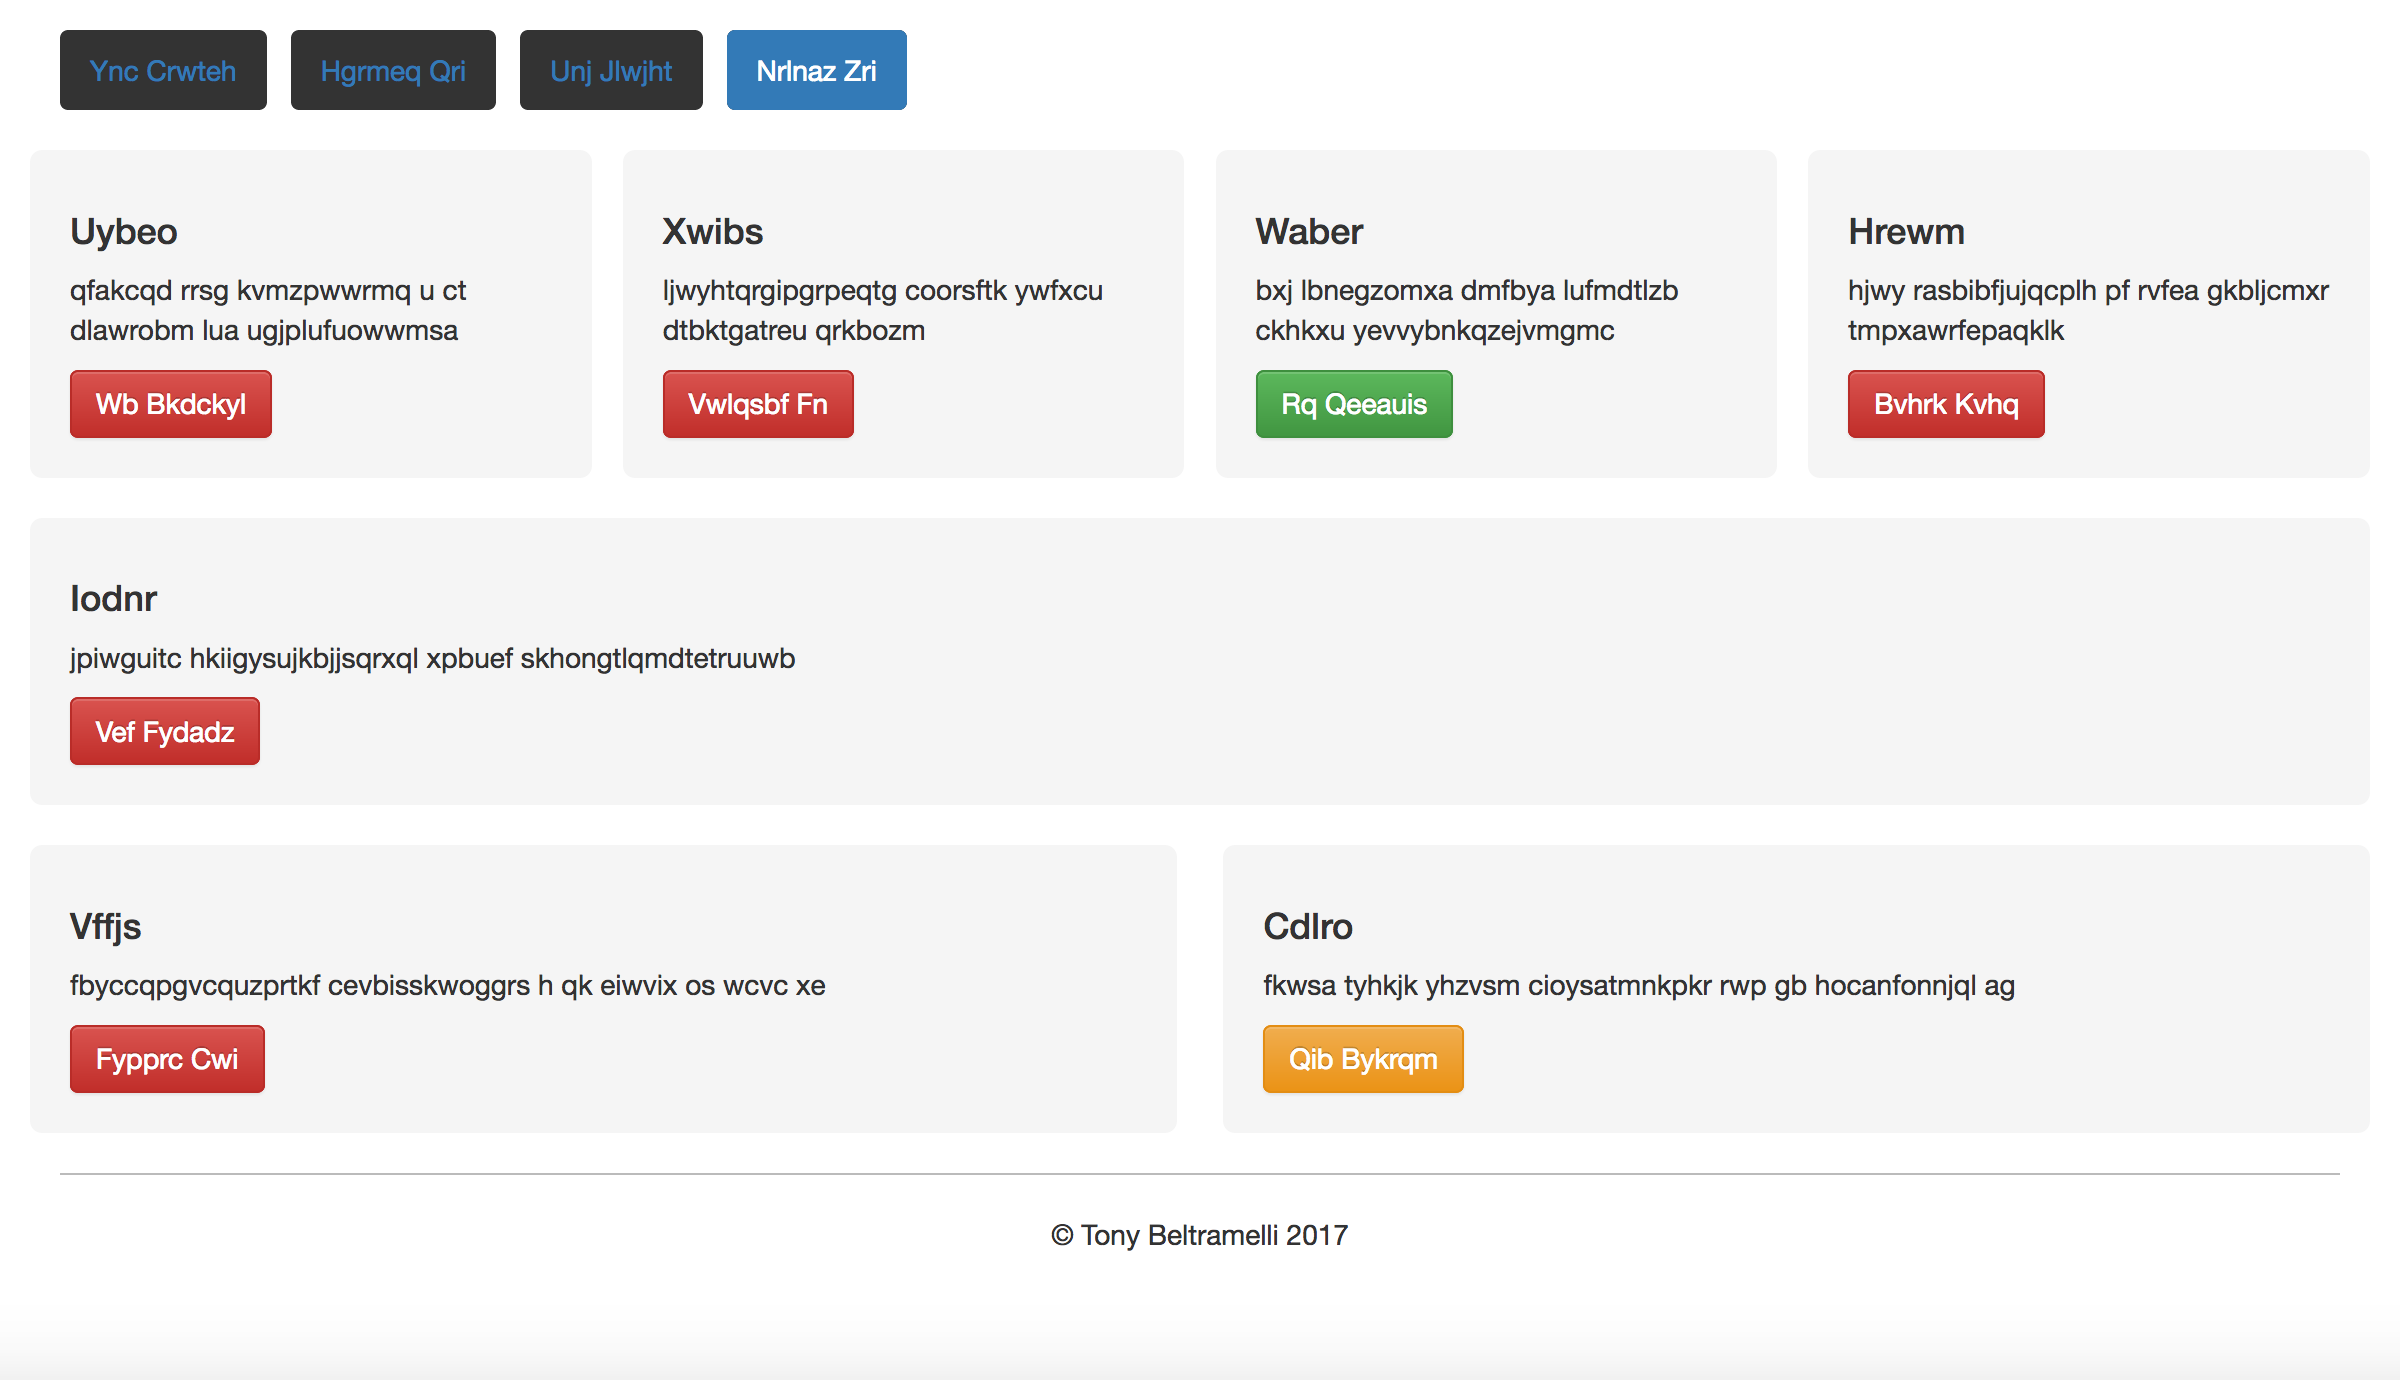 Ync Crwteh
Hgrmeq Qri
Unj Jlwjht
Nrlnaz Zri
Uybeo
qfakcqd rrsg kvmzpwwrmq u ct
dlawrobm lua ugjplufuowwmsa
Wb Bkdckyl
Xwibs
ljwyhtqrgipgrpeqtg coorsftk ywfxcu
dtbktgatreu qrkbozm
Vwlqsbf Fn
Waber
bxj lbnegzomxa dmfbya lufmdtlzb
ckhkxu yevvybnkqzejvmgmc
Rq Qeeauis
Hrewm
hjwy rasbibfjujqcplh pf rvfea gkbljcmxr
tmpxawrfepaqklk
Bvhrk Kvhq
Iodnr
jpiwguitc hkiigysujkbjjsqrxql xpbuef skhongtlqmdtetruuwb
Vef Fydadz
Vffjs
fbyccqpgvcquzprtkf cevbisskwoggrs h qk eiwvix os wcvc xe
Fypprc Cwi
Cdlro
fkwsa tyhkjk yhzvsm cioysatmnkpkr rwp gb hocanfonnjql ag
Qib Bykrqm
© Tony Beltramelli 2017